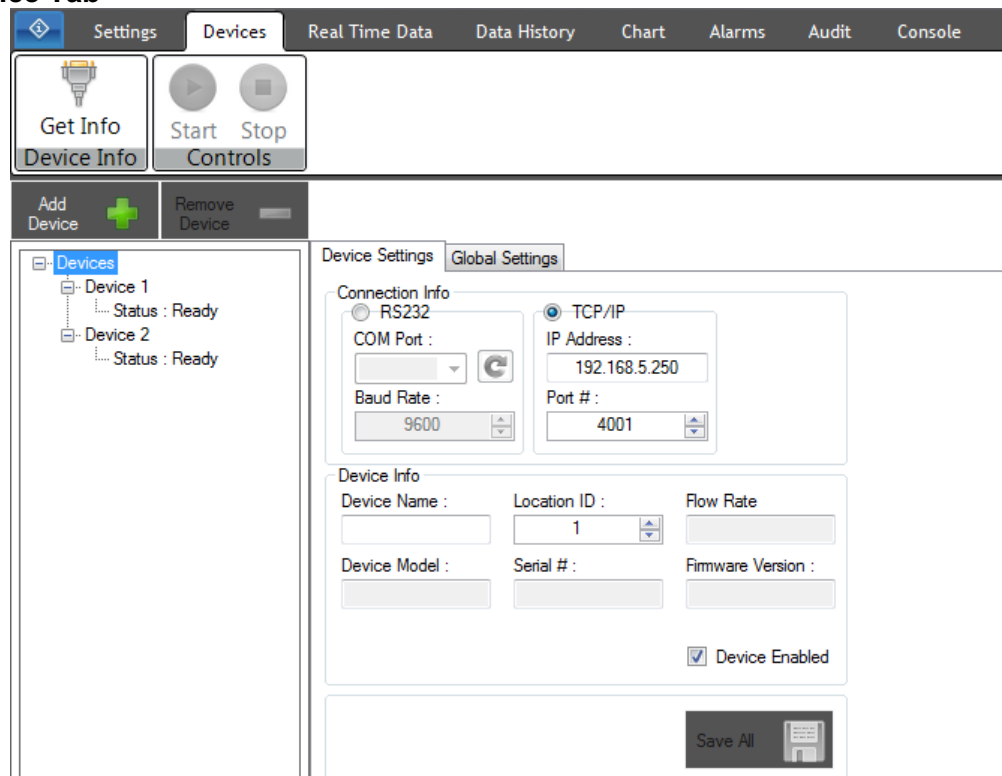 Settings Devices Real Time Data Data History Chart Alarms Audit Console
Get Info
Device Info
Start Stop
Controls
Add Device
Remove Device
Devices
Device 1
Status : Ready
Device 2
Status : Ready
Device Settings Global Settings
Connection Info
RS232
COM Port :
Baud Rate :
9600
TCP/IP
IP Address :
192.168.5.250
Port # :
4001
Device Info
Device Name : Location ID : Flow Rate
1
Device Model : Serial # : Firmware Version :
Device Enabled
Save All